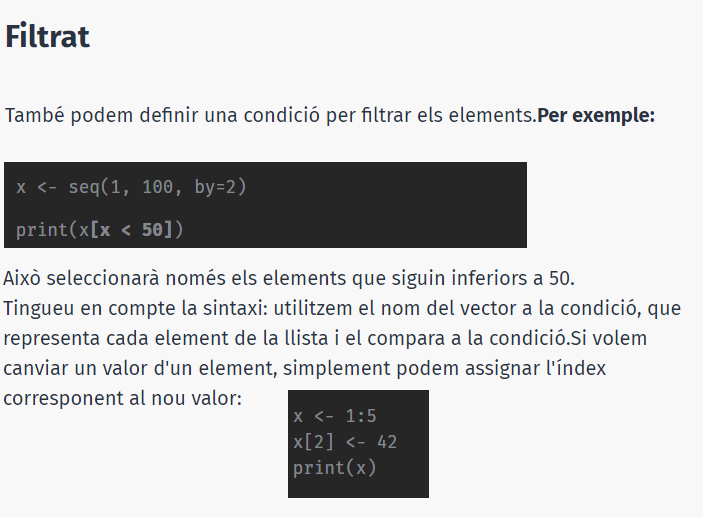 Filtrat
També podem definir una condició per filtrar els elements.Per exemple:
x <- seq(1, 100, by=2)
print(x[x < 50])
Això seleccionarà només els elements que siguin inferiors a 50.
Tingueu en compte la sintaxi: utilitzem el nom del vector a la condició, que
representa cada element de la llista i el compara a la condició.Si volem
canviar un valor d'un element, simplement podem assignar l'índex
corresponent al nou valor:
x <- 1:5
x[2] <- 42
print(x)